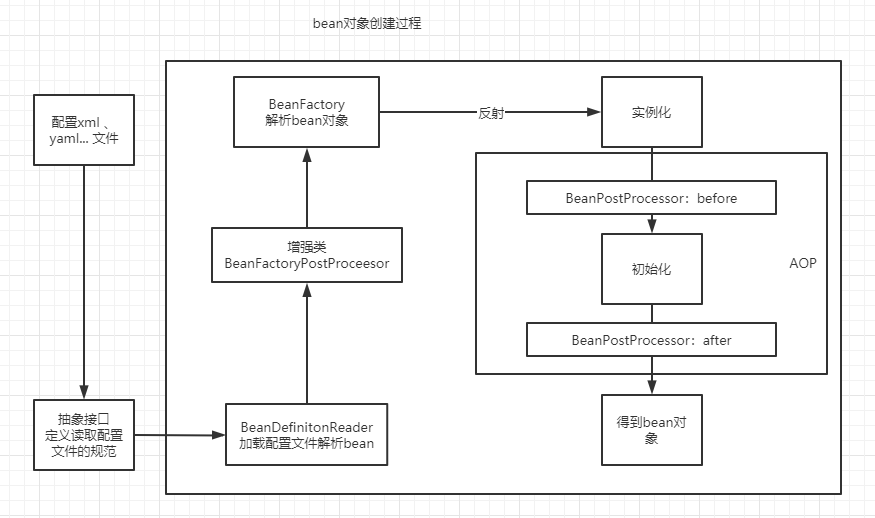 bean对象创建过程
配置xml 、
yaml... 文件
抽象接口
定义读取配置
文件的规范
BeanDefinitonReader
加载配置文件解析bean
增强类
BeanFactoryPostProceesor
BeanFactory
解析bean对象
反射
实例化
BeanPostProcessor：before
初始化
AOP
BeanPostProcessor：after
得到bean对
象